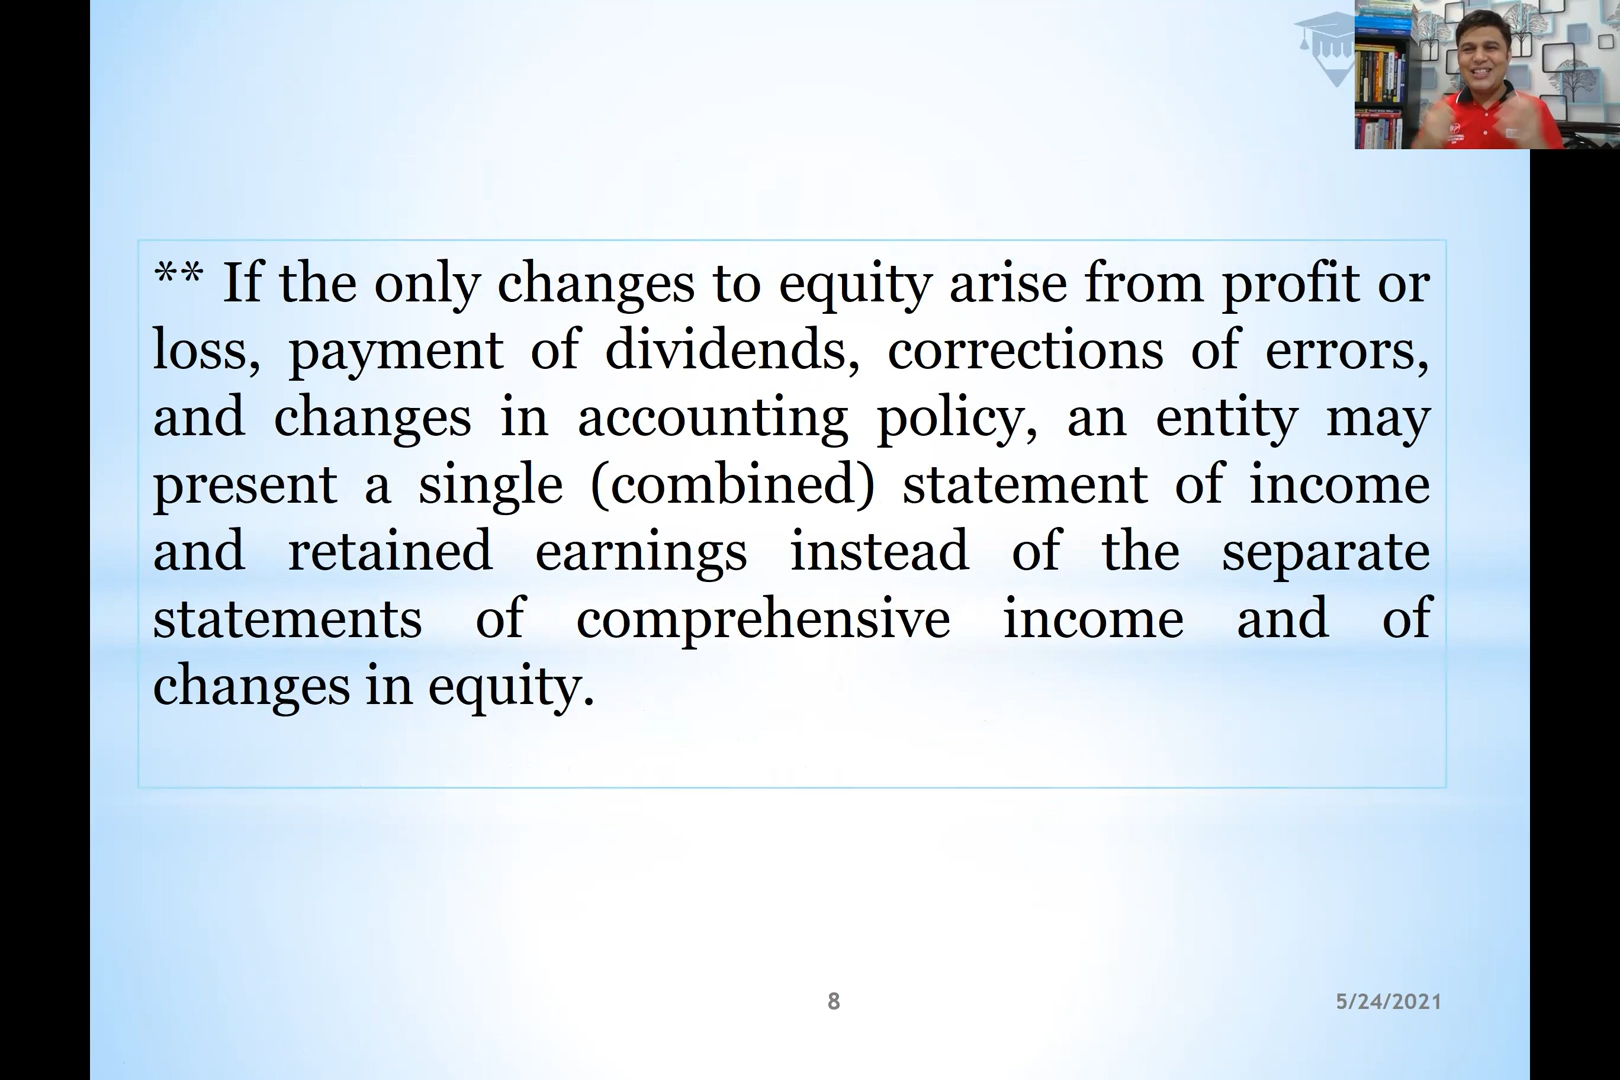 ** If the only changes to equity arise from profit or
loss, payment of dividends, corrections of errors,
and changes in accounting policy, an entity may
present a single (combined) statement of income
and retained earnings instead of the separate
statements of comprehensive income and of
changes in equity.
8
5/24/2021